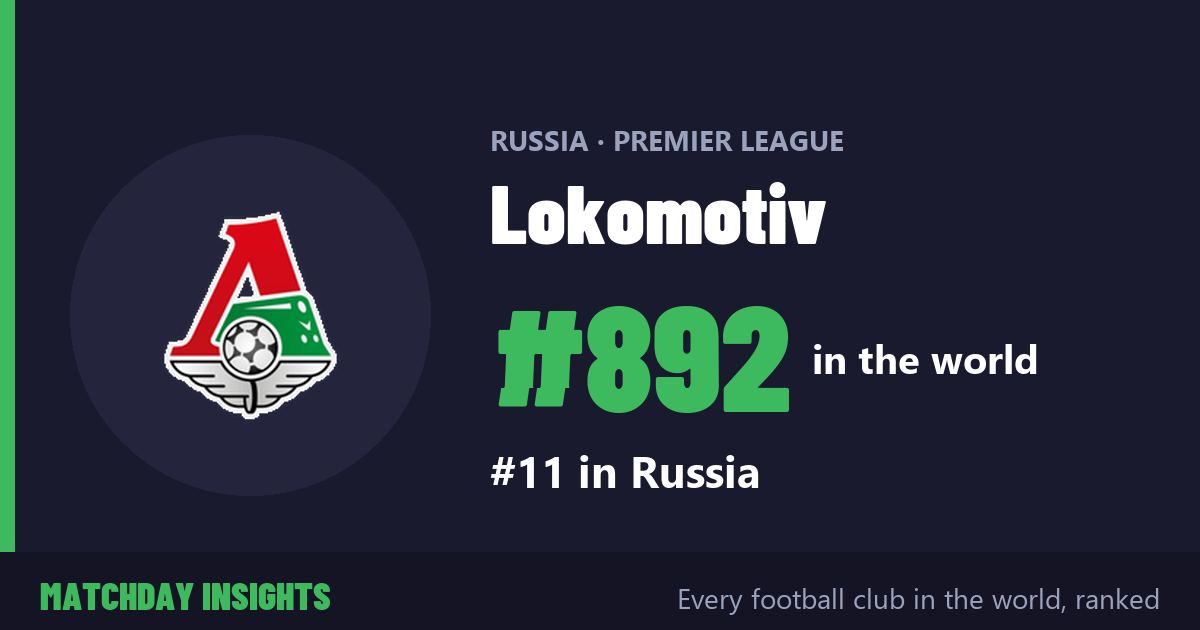 RUSSIA · PREMIER LEAGUE
Lokomotiv
#892 in the world
#11 in Russia
MATCHDAY INSIGHTS
Every football club in the world, ranked